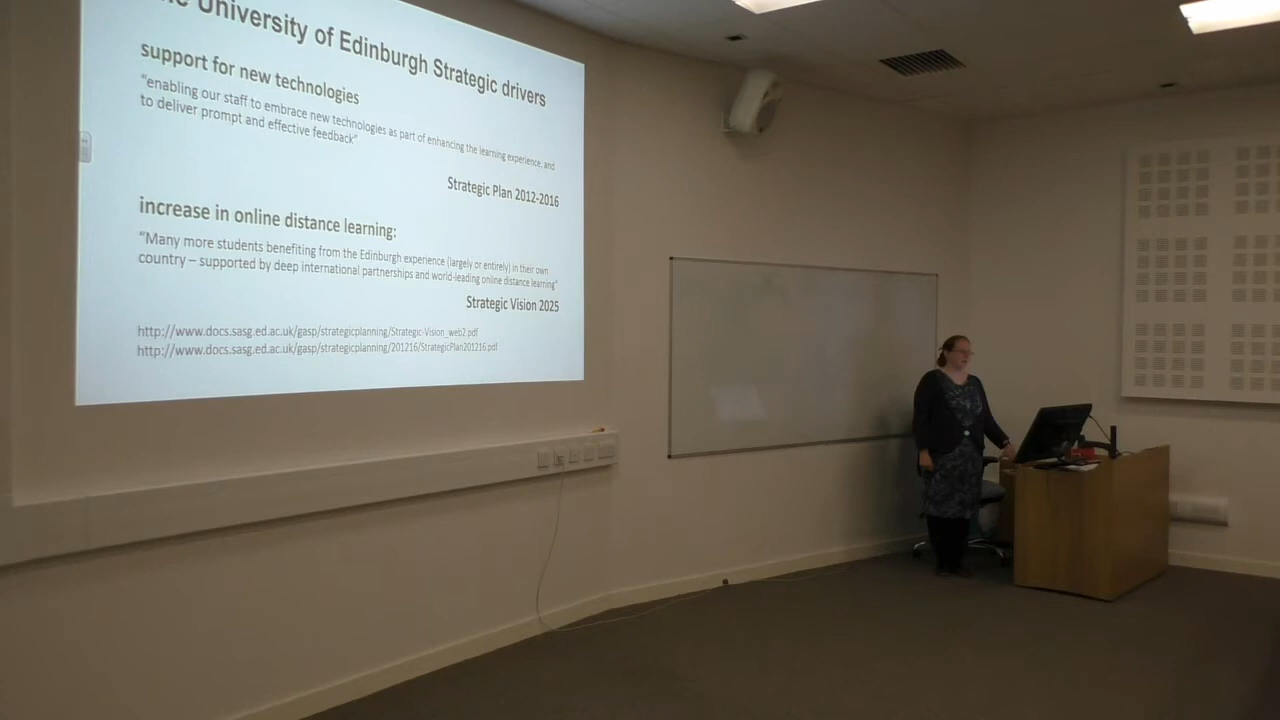 University of Edinburgh Strategic drivers
support for new technologies
"enabling our staff to embrace new technologies as part of enhancing the learning experience, and
to deliver prompt and effective feedback"
Strategic Plan 2012-2016
increase in online distance learning:
"Many more students benefiting from the Edinburgh experience (largely or entirely) in their own
country – supported by deep international partnerships and world-leading online distance learning"
Strategic Vision 2025
http://www.docs.sasg.ed.ac.uk/gasp/strategicplanning/Strategic-Vision_web2.pdf
http://www.docs.sasg.ed.ac.uk/gasp/strategicplanning/201216/StrategicPlan201216.pdf